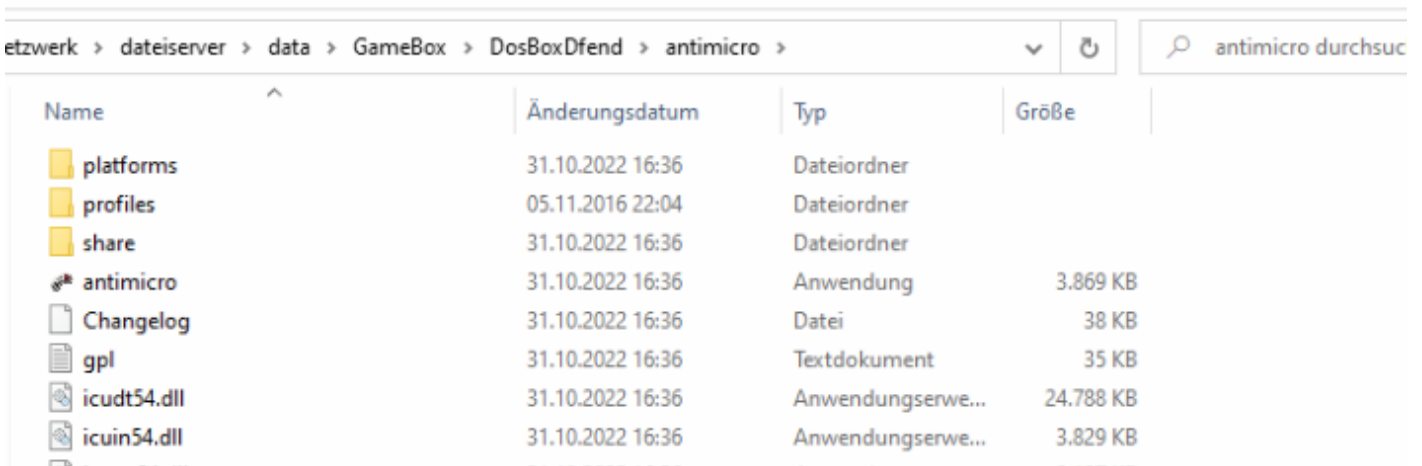 etzwerk > dateiserver > data > GameBox > DosBoxDfend > antimicro > antimicro durchsuc
Name Änderungsdatum Typ Größe
platforms 31.10.2022 16:36 Dateiordner
profiles 05.11.2016 22:04 Dateiordner
share 31.10.2022 16:36 Dateiordner
antimicro 31.10.2022 16:36 Anwendung 3.869 KB
Changelog 31.10.2022 16:36 Datei 38 KB
gpl 31.10.2022 16:36 Textdokument 35 KB
icudt54.dll 31.10.2022 16:36 Anwendungserwe... 24.788 KB
icuin54.dll 31.10.2022 16:36 Anwendungserwe... 3.829 KB